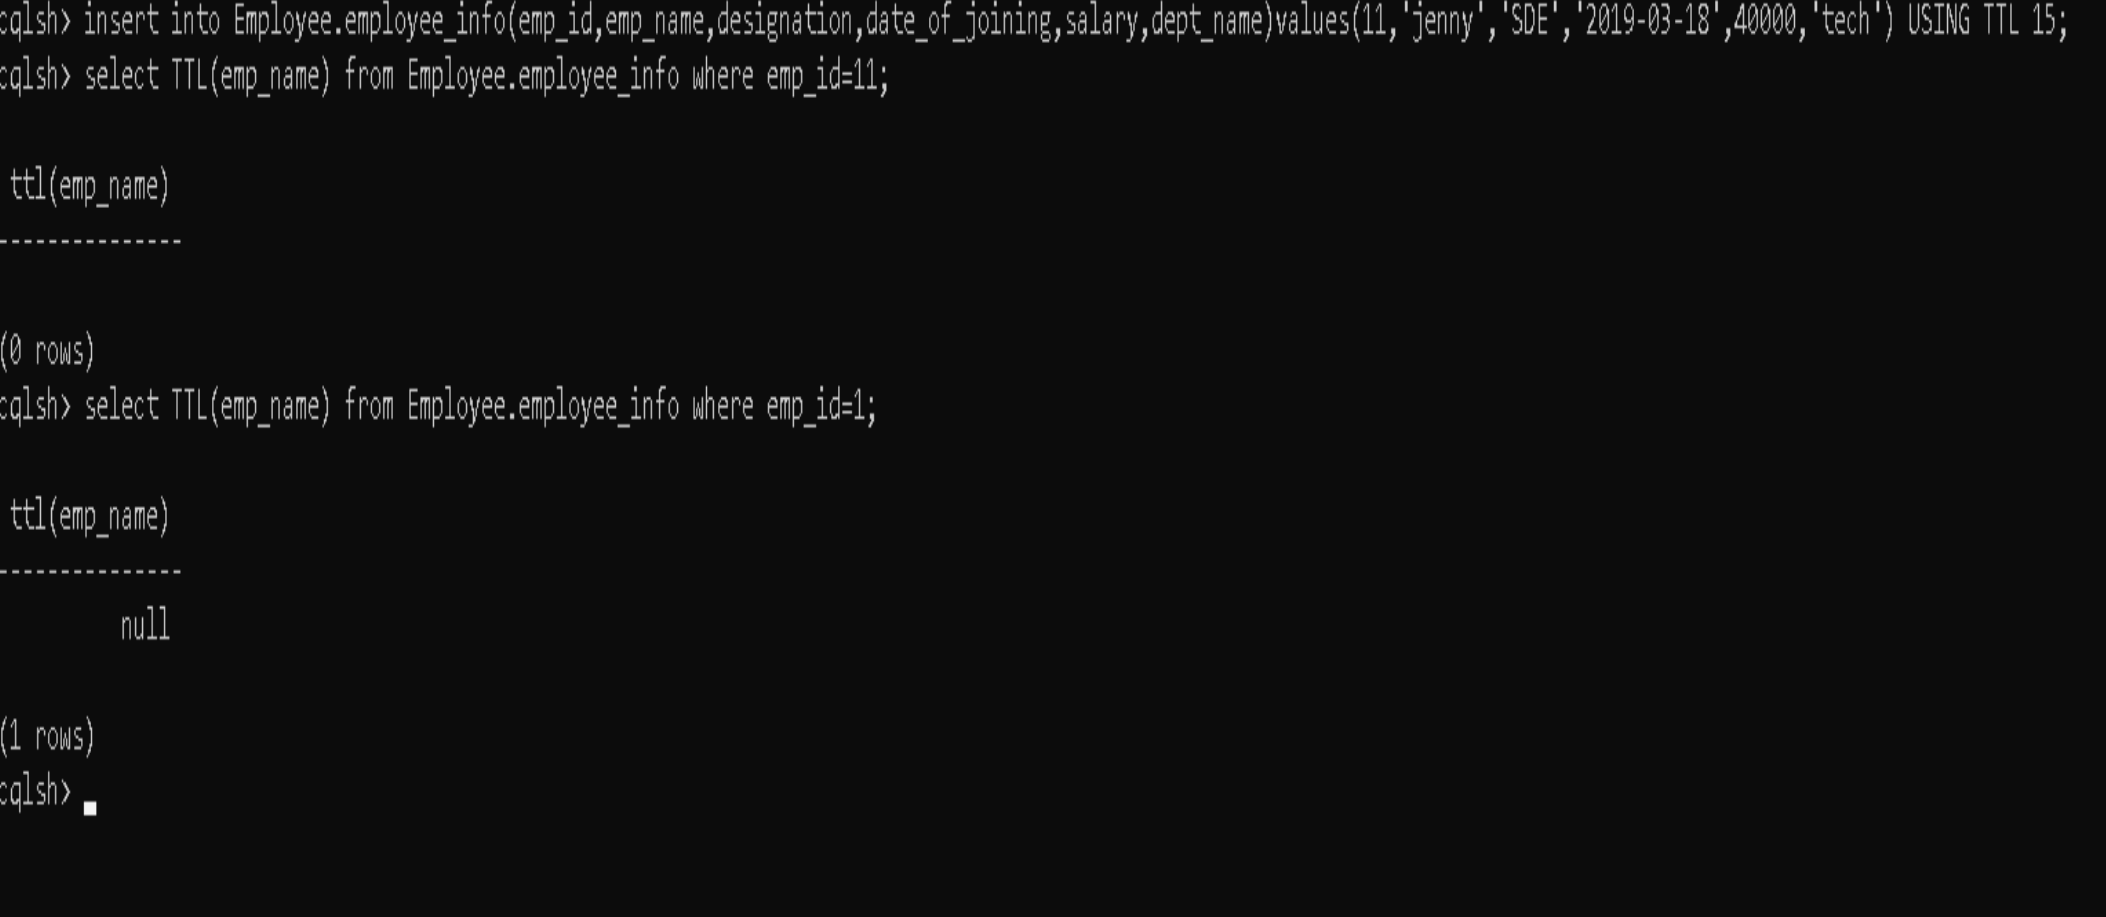 cqlsh> insert into Employee.employee_info(emp_id,emp_name,designation,date_of_joining,salary,dept_name)values(11,'jenny','SDE','2019-03-18',40000,'tech') USING TTL 15;
cqlsh> select TTL(emp_name) from Employee.employee_info where emp_id=11;
ttl(emp_name)
---------------
(0 rows)
cqlsh> select TTL(emp_name) from Employee.employee_info where emp_id=1;
ttl(emp_name)
---------------
null
(1 rows)
cqlsh>